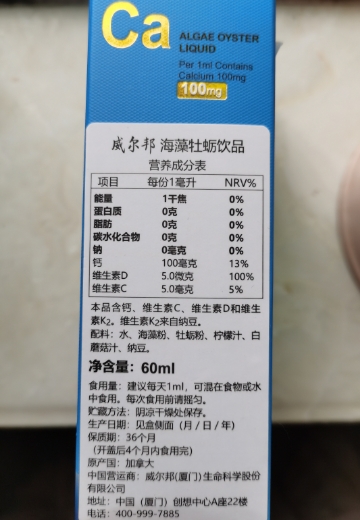 Ca
ALGAE OYSTER
LIQUID
Per 1ml Contains
Calcium 100mg
100mg
威尔邦 海藻牡蛎饮品
营养成分表
项目 每份1毫升 NRV%
能量 1千焦 0%
蛋白质 0克 0%
脂肪 0克 0%
碳水化合物 0克 0%
钠 0毫克 0%
钙 100毫克 13%
维生素D 5.0微克 100%
维生素C 5.0毫克 5%
本品含钙、维生素C、维生素D和维生
素K₂。维生素K₂来自纳豆。
配料：水、海藻粉、牡蛎粉、柠檬汁、白
蘑菇汁、纳豆。
净含量：60ml
食用量：建议每天1ml，可混在食物或水
中食用。每次食用前请摇匀。
贮藏方法：阴凉干燥处保存。
生产日期：见盒侧面（月/日/年）
保质期：36个月
（开盖后4个月内食用完）
原产国：加拿大
中国营运商：威尔邦(厦门)生命科学股份
有限公司
地址：中国（厦门）创想中心A座22楼
电话：400-999-7885